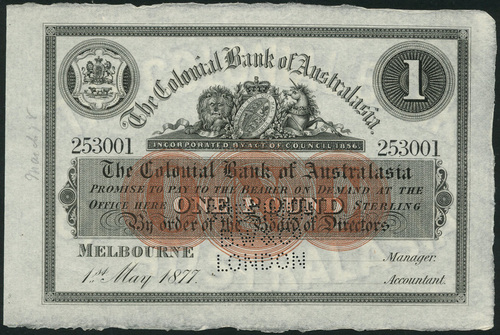 The Colonial Bank of Australasia.
1
INCORPORATED BY ACT OF COUNCIL 1856.
253001 253001
The Colonial Bank of Australasia
PROMISE TO PAY TO THE BEARER ON DEMAND AT THE
OFFICE HERE ONE POUND STERLING
By order of the Board of Directors
MELBOURNE
1st May 1877.
LONDON
Manager.
Accountant.